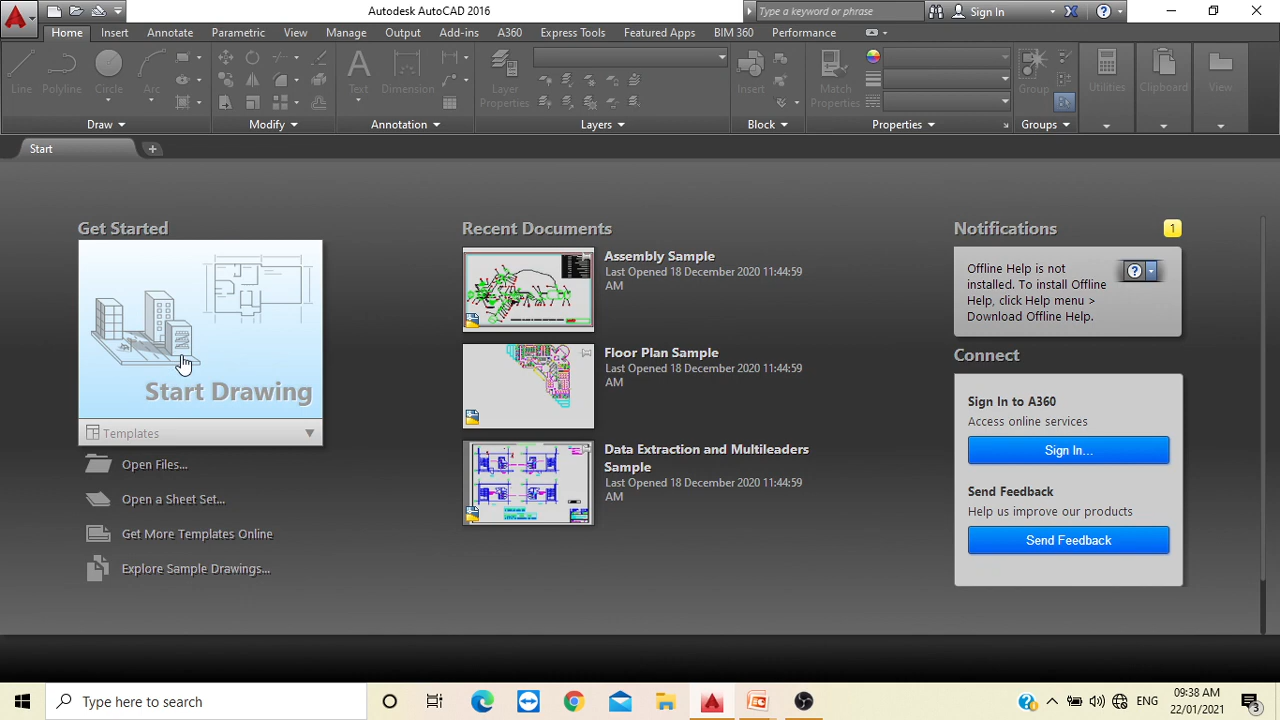 Autodesk AutoCAD 2016
Type a keyword or phrase
Sign In
Home
Insert
Annotate
Parametric
View
Manage
Output
Add-ins
A360
Express Tools
Featured Apps
BIM 360
Performance
Line
Polyline
Circle
Arc
Text
Dimension
Layer
Properties
Insert
Match
Properties
Group
Utilities
Clipboard
View
Draw
Modify
Annotation
Layers
Block
Properties
Groups
Start
Get Started
Start Drawing
Templates
Open Files...
Open a Sheet Set...
Get More Templates Online
Explore Sample Drawings...
Recent Documents
Assembly Sample
Last Opened 18 December 2020 11:44:59
AM
Floor Plan Sample
Last Opened 18 December 2020 11:44:59
AM
Data Extraction and Multileaders
Sample
Last Opened 18 December 2020 11:44:59
AM
Notifications
1
Offline Help is not
installed. To install Offline
Help, click Help menu >
Download Offline Help.
Connect
Sign In to A360
Access online services
Sign In...
Send Feedback
Help us improve our products
Send Feedback
Type here to search
ENG
09:38 AM
22/01/2021
3